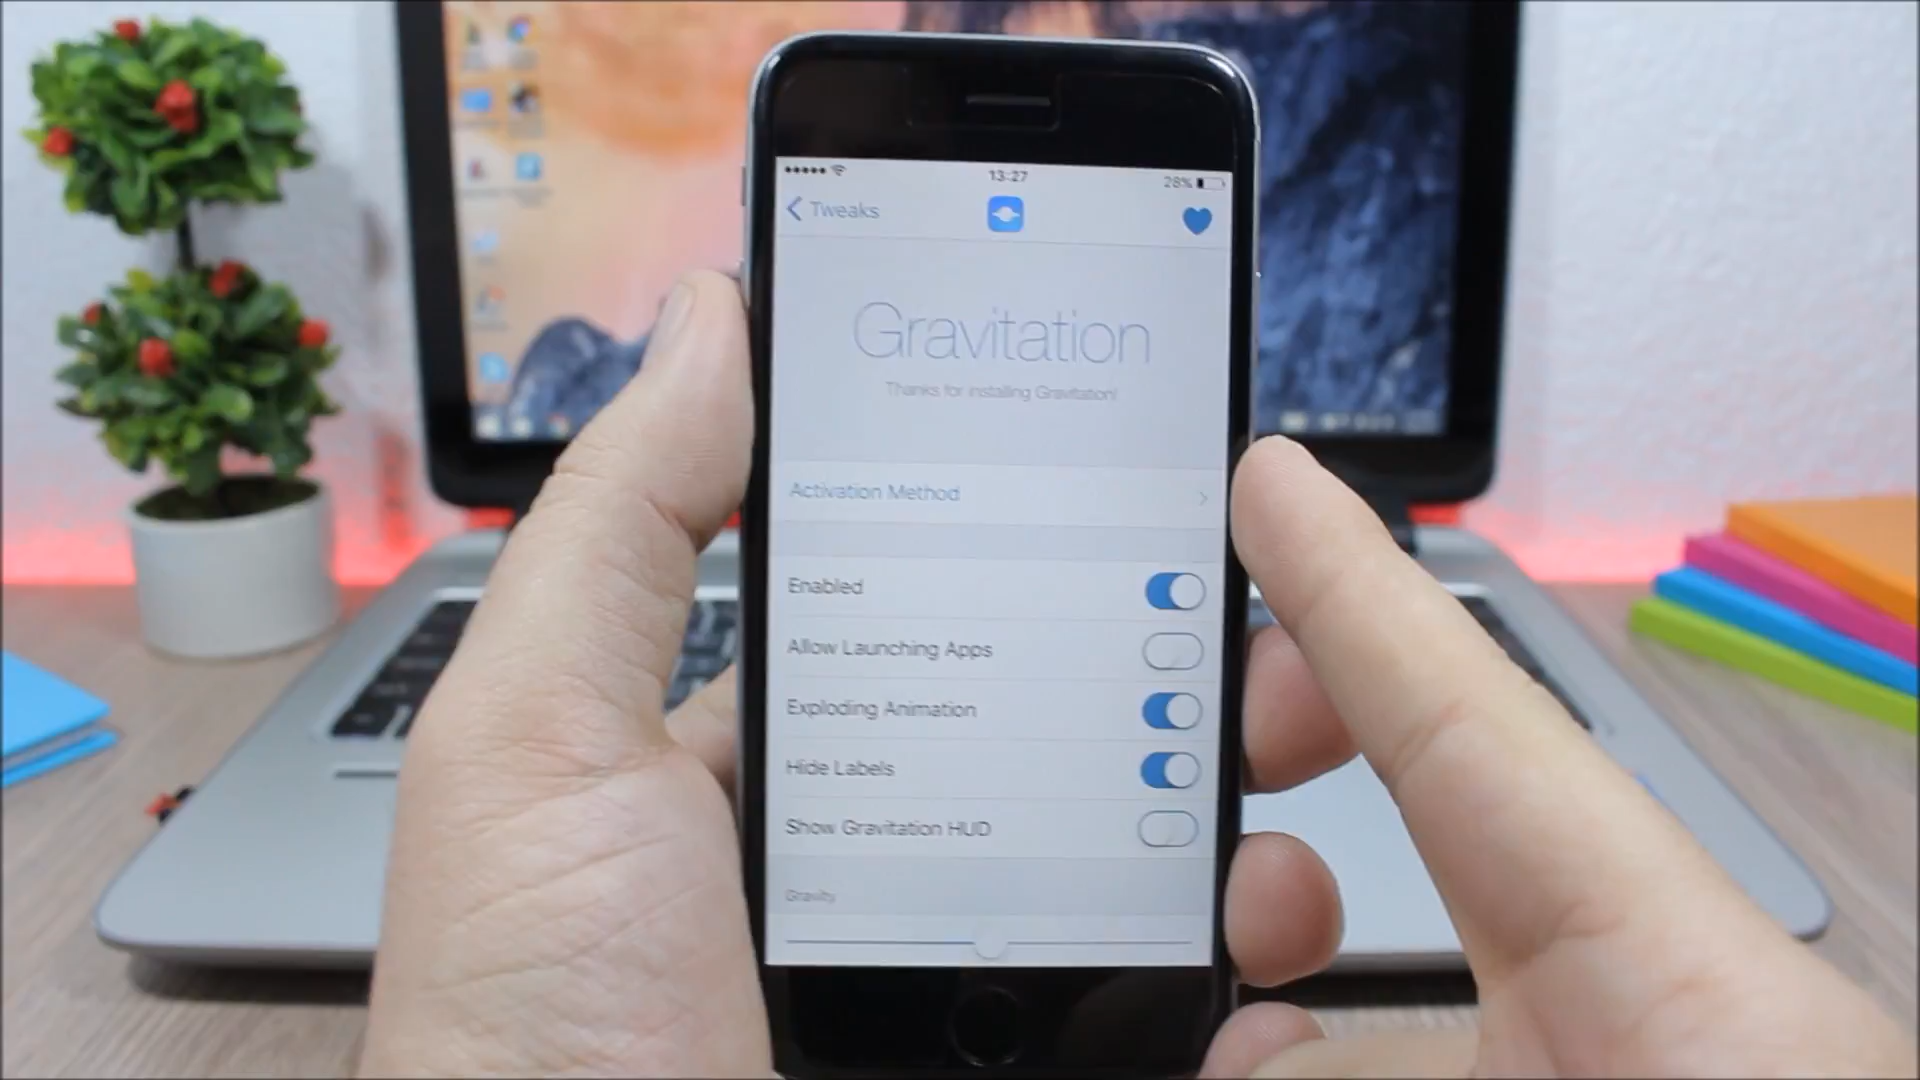 13:27
28%
Tweaks
Gravitation
Thanks for installing Gravitation!
Activation Method
Enabled
Allow Launching Apps
Exploding Animation
Hide Labels
Show Gravitation HUD
Gravity